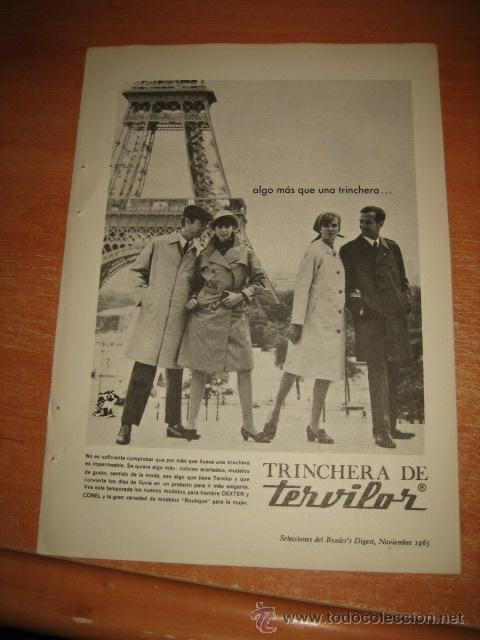 algo más que una trinchera...
No es suficiente comprobar que por más que llueva una trinchera
es impermeable. Se quiere algo más: colores acertados, modelos
de gusto, sentido de la moda, ese algo que tiene Tervilor y que
convierte los días de lluvia en un pretexto para ir más elegante.
Vea esta temporada los nuevos modelos para hombre DEXTER y
CONEL y la gran variedad de modelos "Boutique" para la mujer.
TRINCHERA DE
tervilor®
Selecciones del Reader's Digest, Noviembre 1965
todocoleccion
www.todocoleccion.net